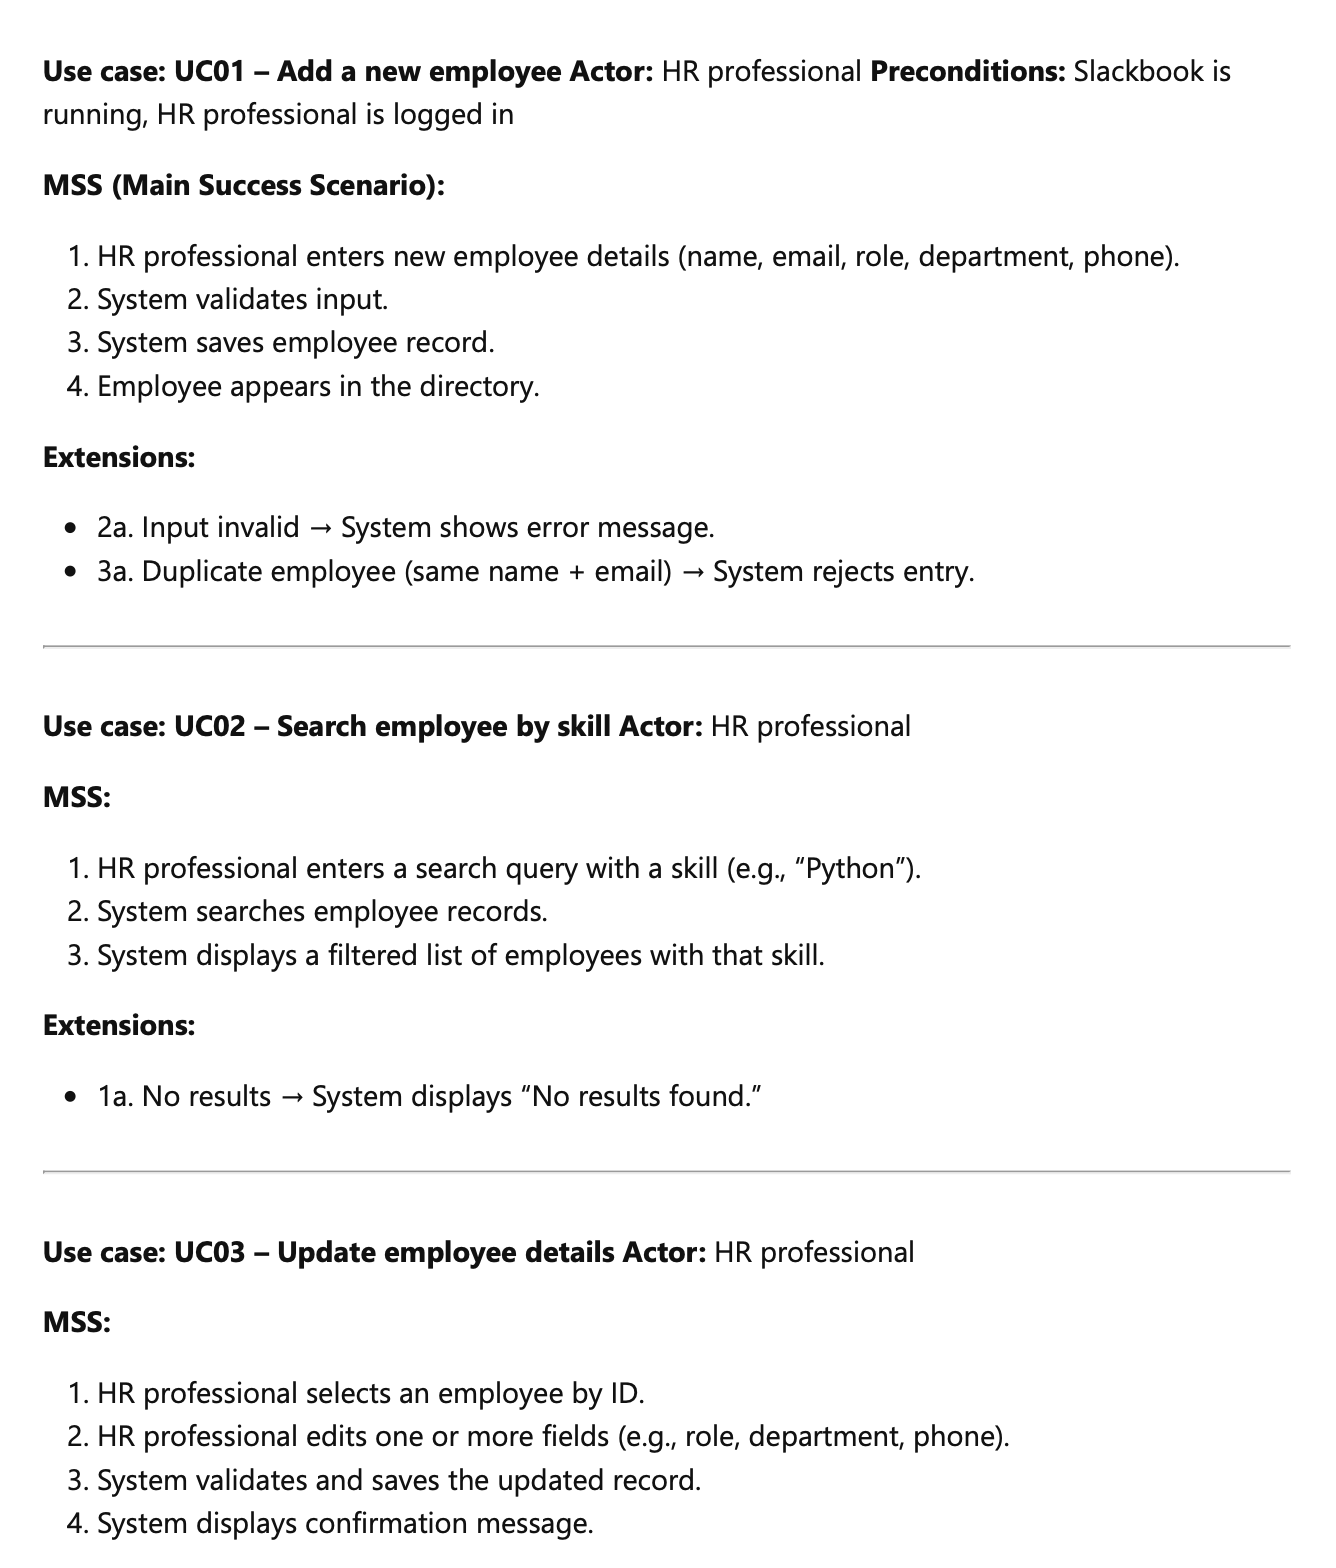 Use case: UC01 – Add a new employee Actor: HR professional Preconditions: Slackbook is
running, HR professional is logged in
MSS (Main Success Scenario):
1. HR professional enters new employee details (name, email, role, department, phone).
2. System validates input.
3. System saves employee record.
4. Employee appears in the directory.
Extensions:
• 2a. Input invalid → System shows error message.
• 3a. Duplicate employee (same name + email) → System rejects entry.
Use case: UC02 – Search employee by skill Actor: HR professional
MSS:
1. HR professional enters a search query with a skill (e.g., “Python”).
2. System searches employee records.
3. System displays a filtered list of employees with that skill.
Extensions:
• 1a. No results → System displays “No results found.”
Use case: UC03 – Update employee details Actor: HR professional
MSS:
1. HR professional selects an employee by ID.
2. HR professional edits one or more fields (e.g., role, department, phone).
3. System validates and saves the updated record.
4. System displays confirmation message.